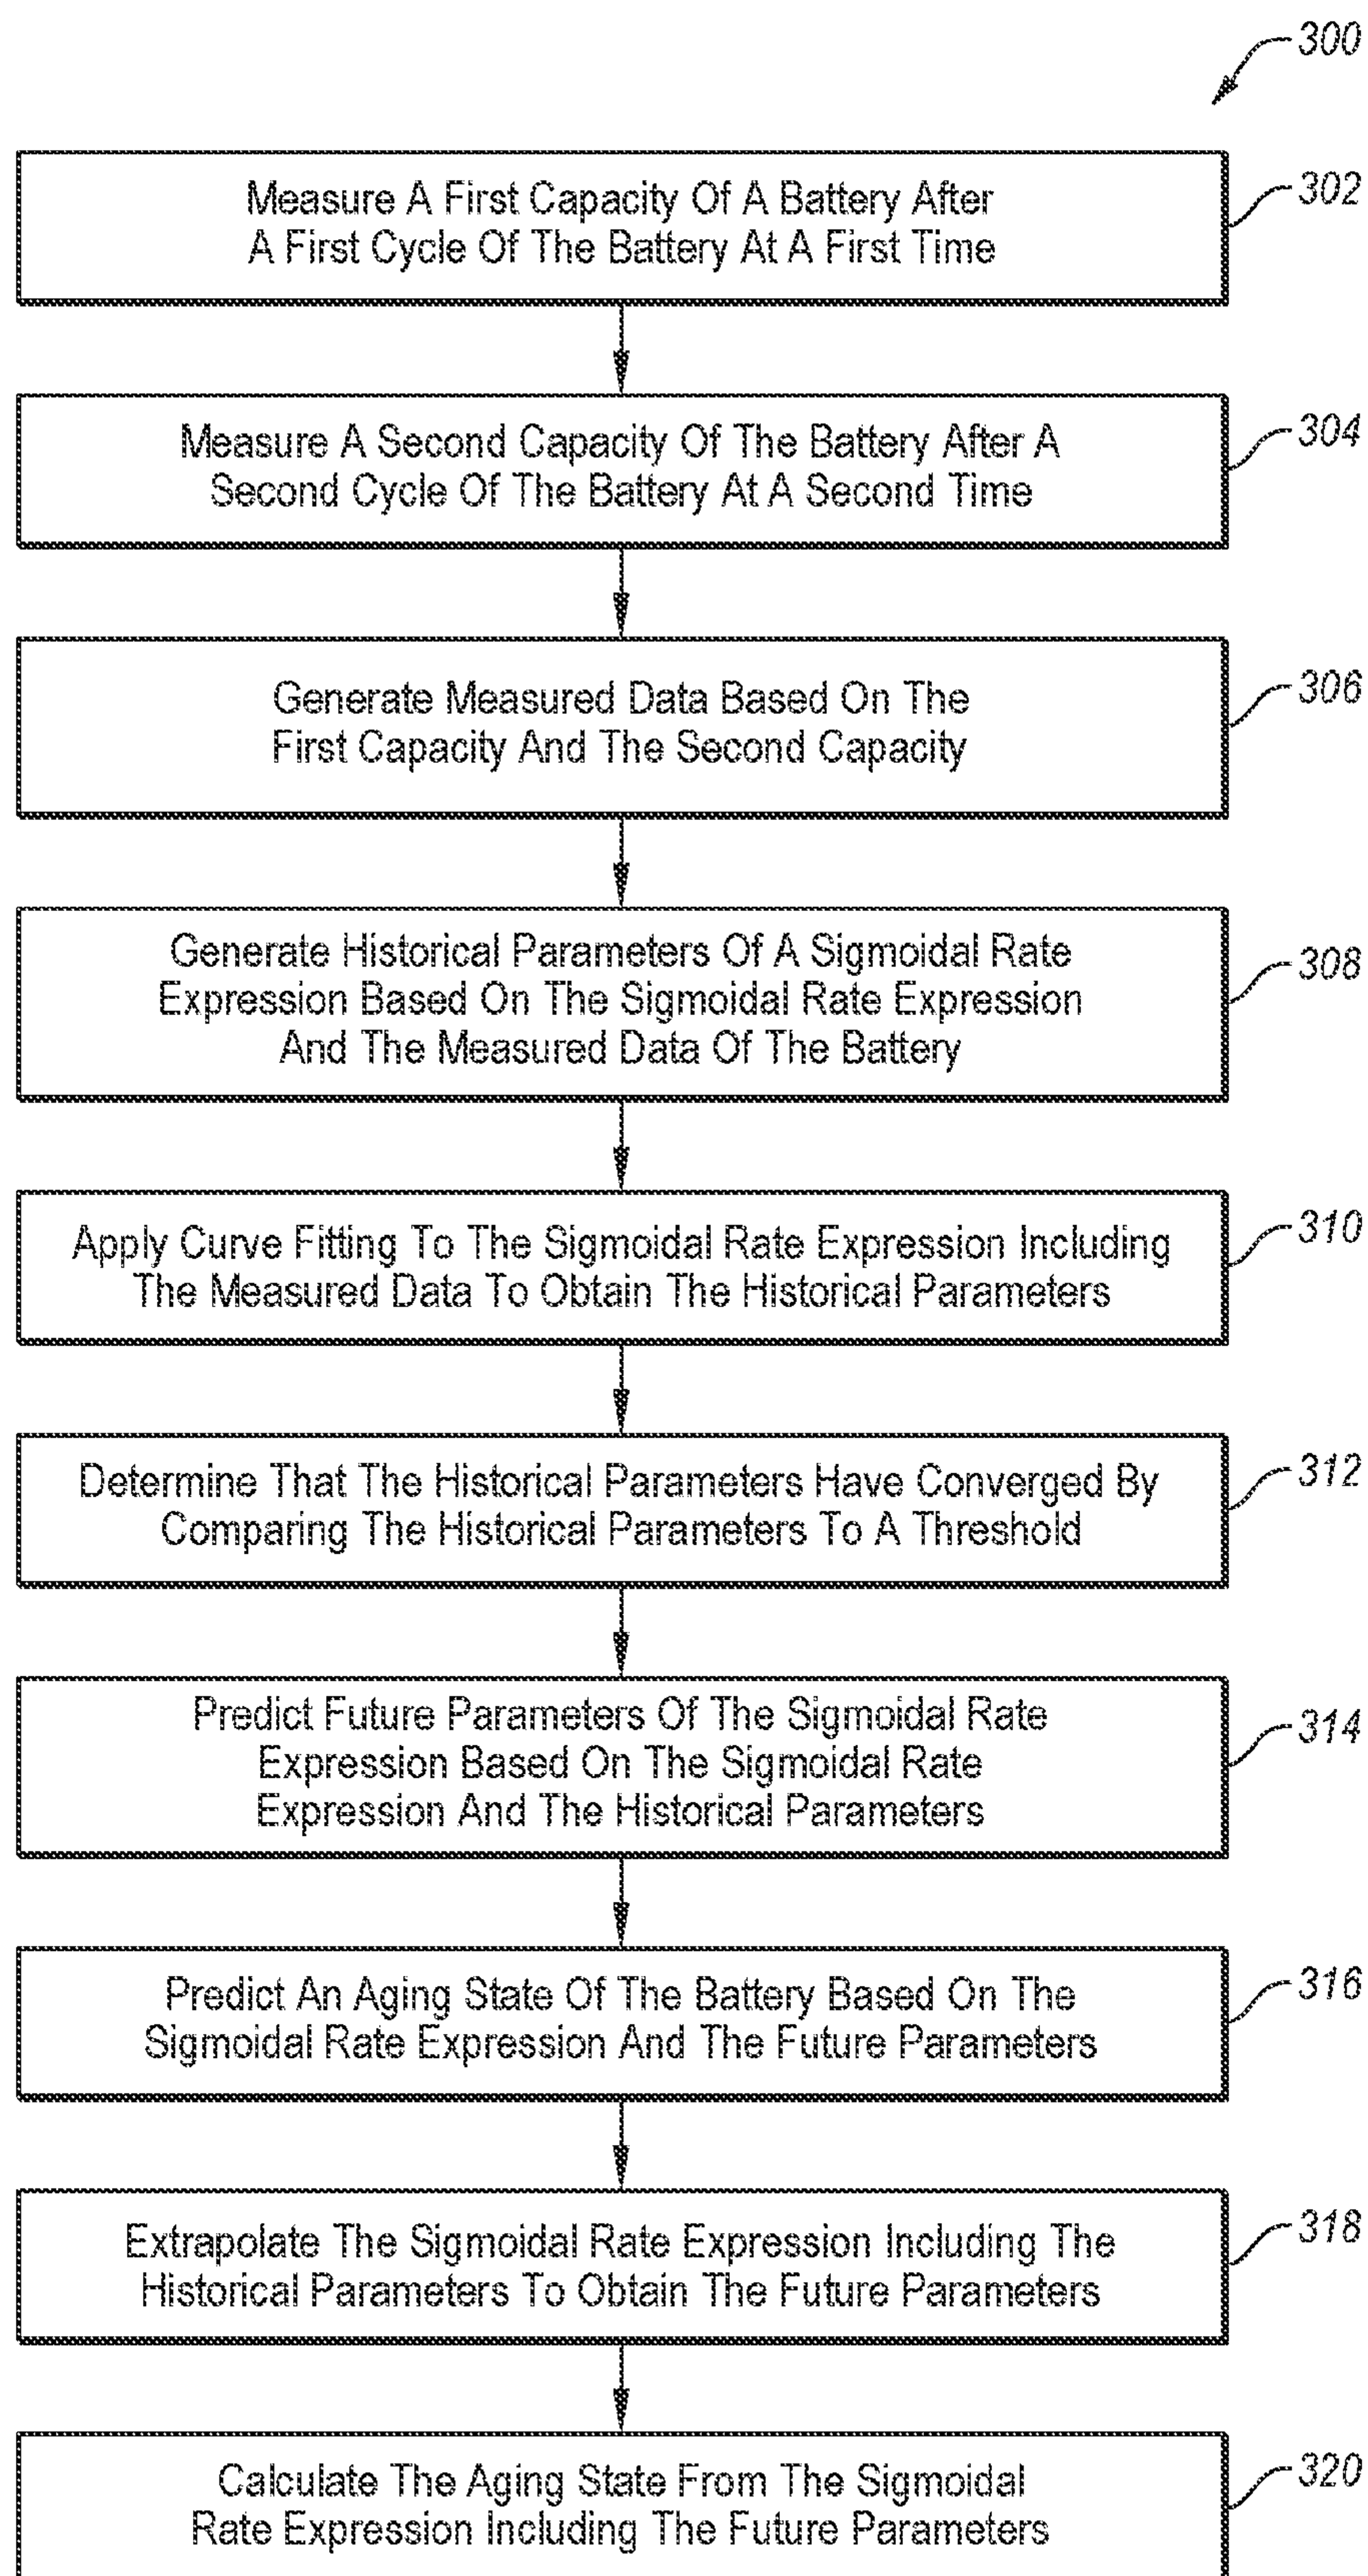 300
Measure A First Capacity Of A Battery After
A First Cycle Of The Battery At A First Time
302
Measure A Second Capacity Of The Battery After A
Second Cycle Of The Battery At A Second Time
304
Generate Measured Data Based On The
First Capacity And The Second Capacity
306
Generate Historical Parameters Of A Sigmoidal Rate
Expression Based On The Sigmoidal Rate Expression
And The Measured Data Of The Battery
308
Apply Curve Fitting To The Sigmoidal Rate Expression Including
The Measured Data To Obtain The Historical Parameters
310
Determine That The Historical Parameters Have Converged By
Comparing The Historical Parameters To A Threshold
312
Predict Future Parameters Of The Sigmoidal Rate
Expression Based On The Sigmoidal Rate
Expression And The Historical Parameters
314
Predict An Aging State Of The Battery Based On The
Sigmoidal Rate Expression And The Future Parameters
316
Extrapolate The Sigmoidal Rate Expression Including The
Historical Parameters To Obtain The Future Parameters
318
Calculate The Aging State From The Sigmoidal
Rate Expression Including The Future Parameters
320